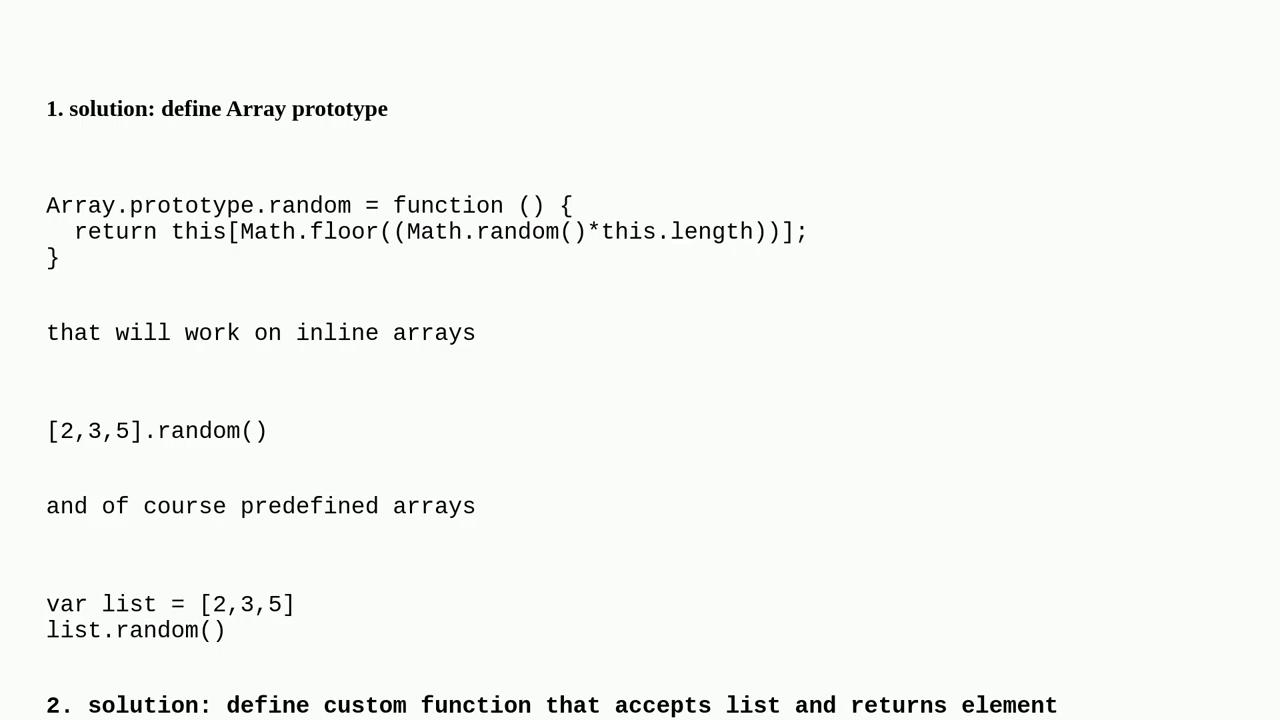 1. solution: define Array prototype
Array.prototype.random = function () {
  return this[Math.floor((Math.random()*this.length))];
}
that will work on inline arrays
[2,3,5].random()
and of course predefined arrays
var list = [2,3,5]
list.random()
2. solution: define custom function that accepts list and returns element